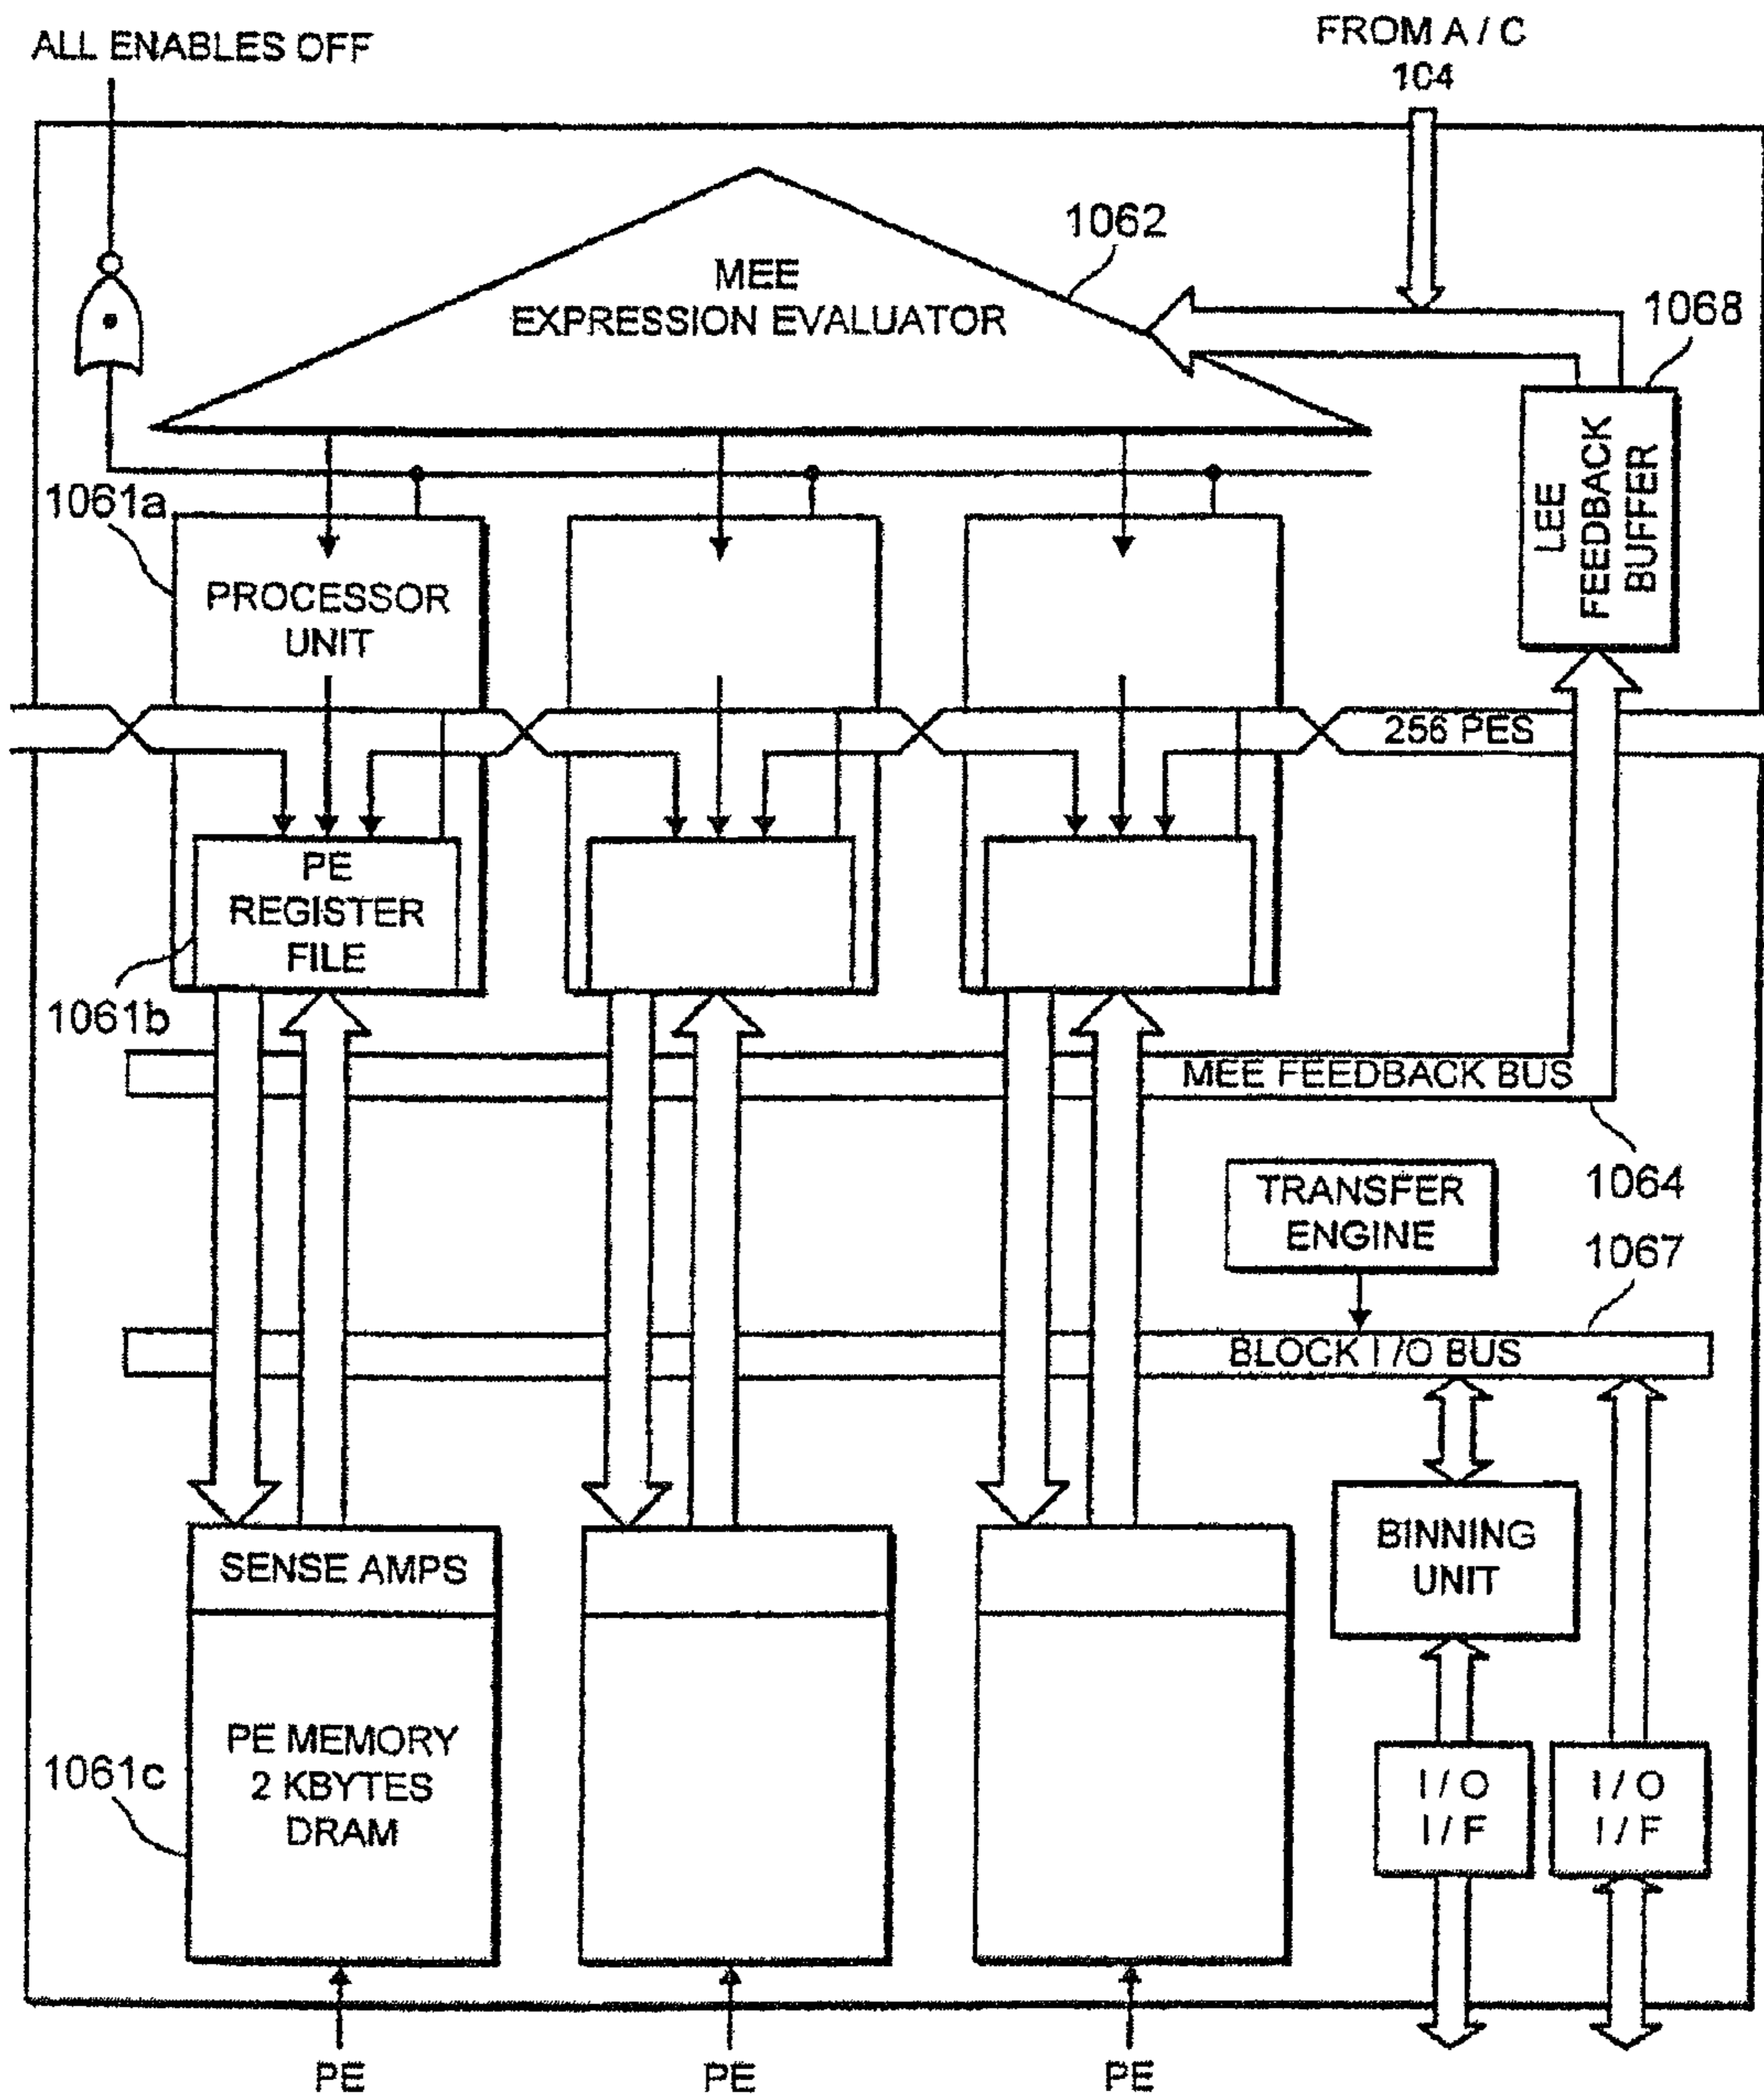 ALL ENABLES OFF
FROM A / C
104
1062
MEE
EXPRESSION EVALUATOR
1068
LEE
FEEDBACK
BUFFER
1061a
PROCESSOR
UNIT
256 PES
PE
REGISTER
FILE
1061b
MEE FEEDBACK BUS
1064
TRANSFER
ENGINE
1067
BLOCK I / O BUS
SENSE AMPS
BINNING
UNIT
PE MEMORY
2 KBYTES
DRAM
1061c
I / O
I / F
I / O
I / F
PE
PE
PE